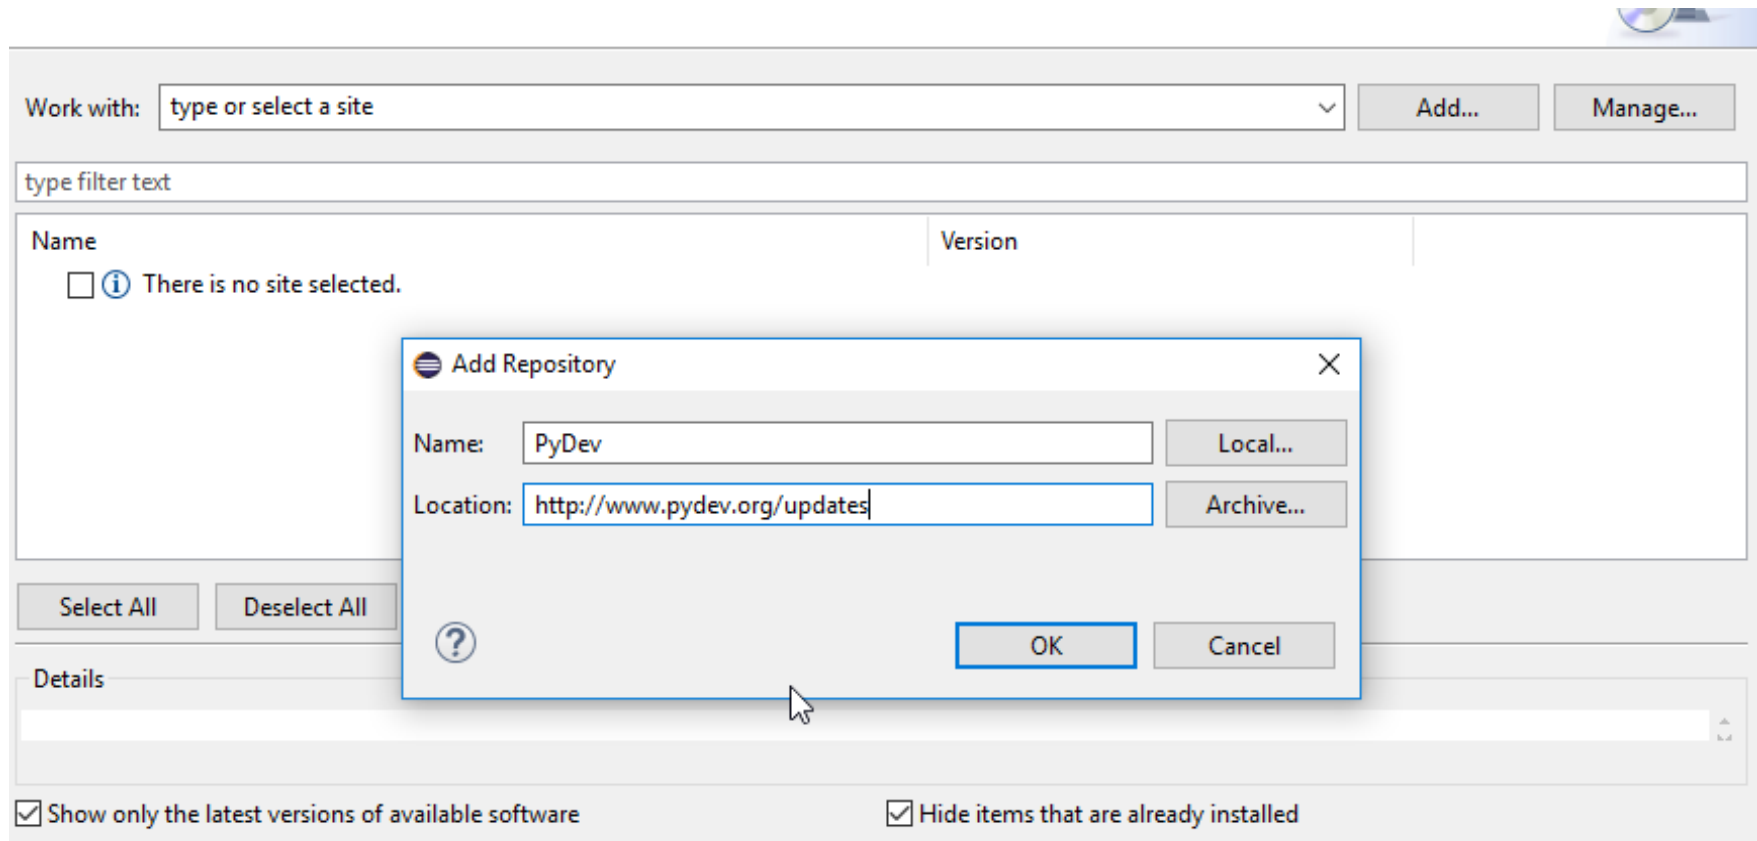 Work with: type or select a site Add... Manage...
type filter text
Name Version
There is no site selected.
Add Repository
Name: PyDev Local...
Location: http://www.pydev.org/updates Archive...
Select All Deselect All
OK Cancel
Details
Show only the latest versions of available software Hide items that are already installed